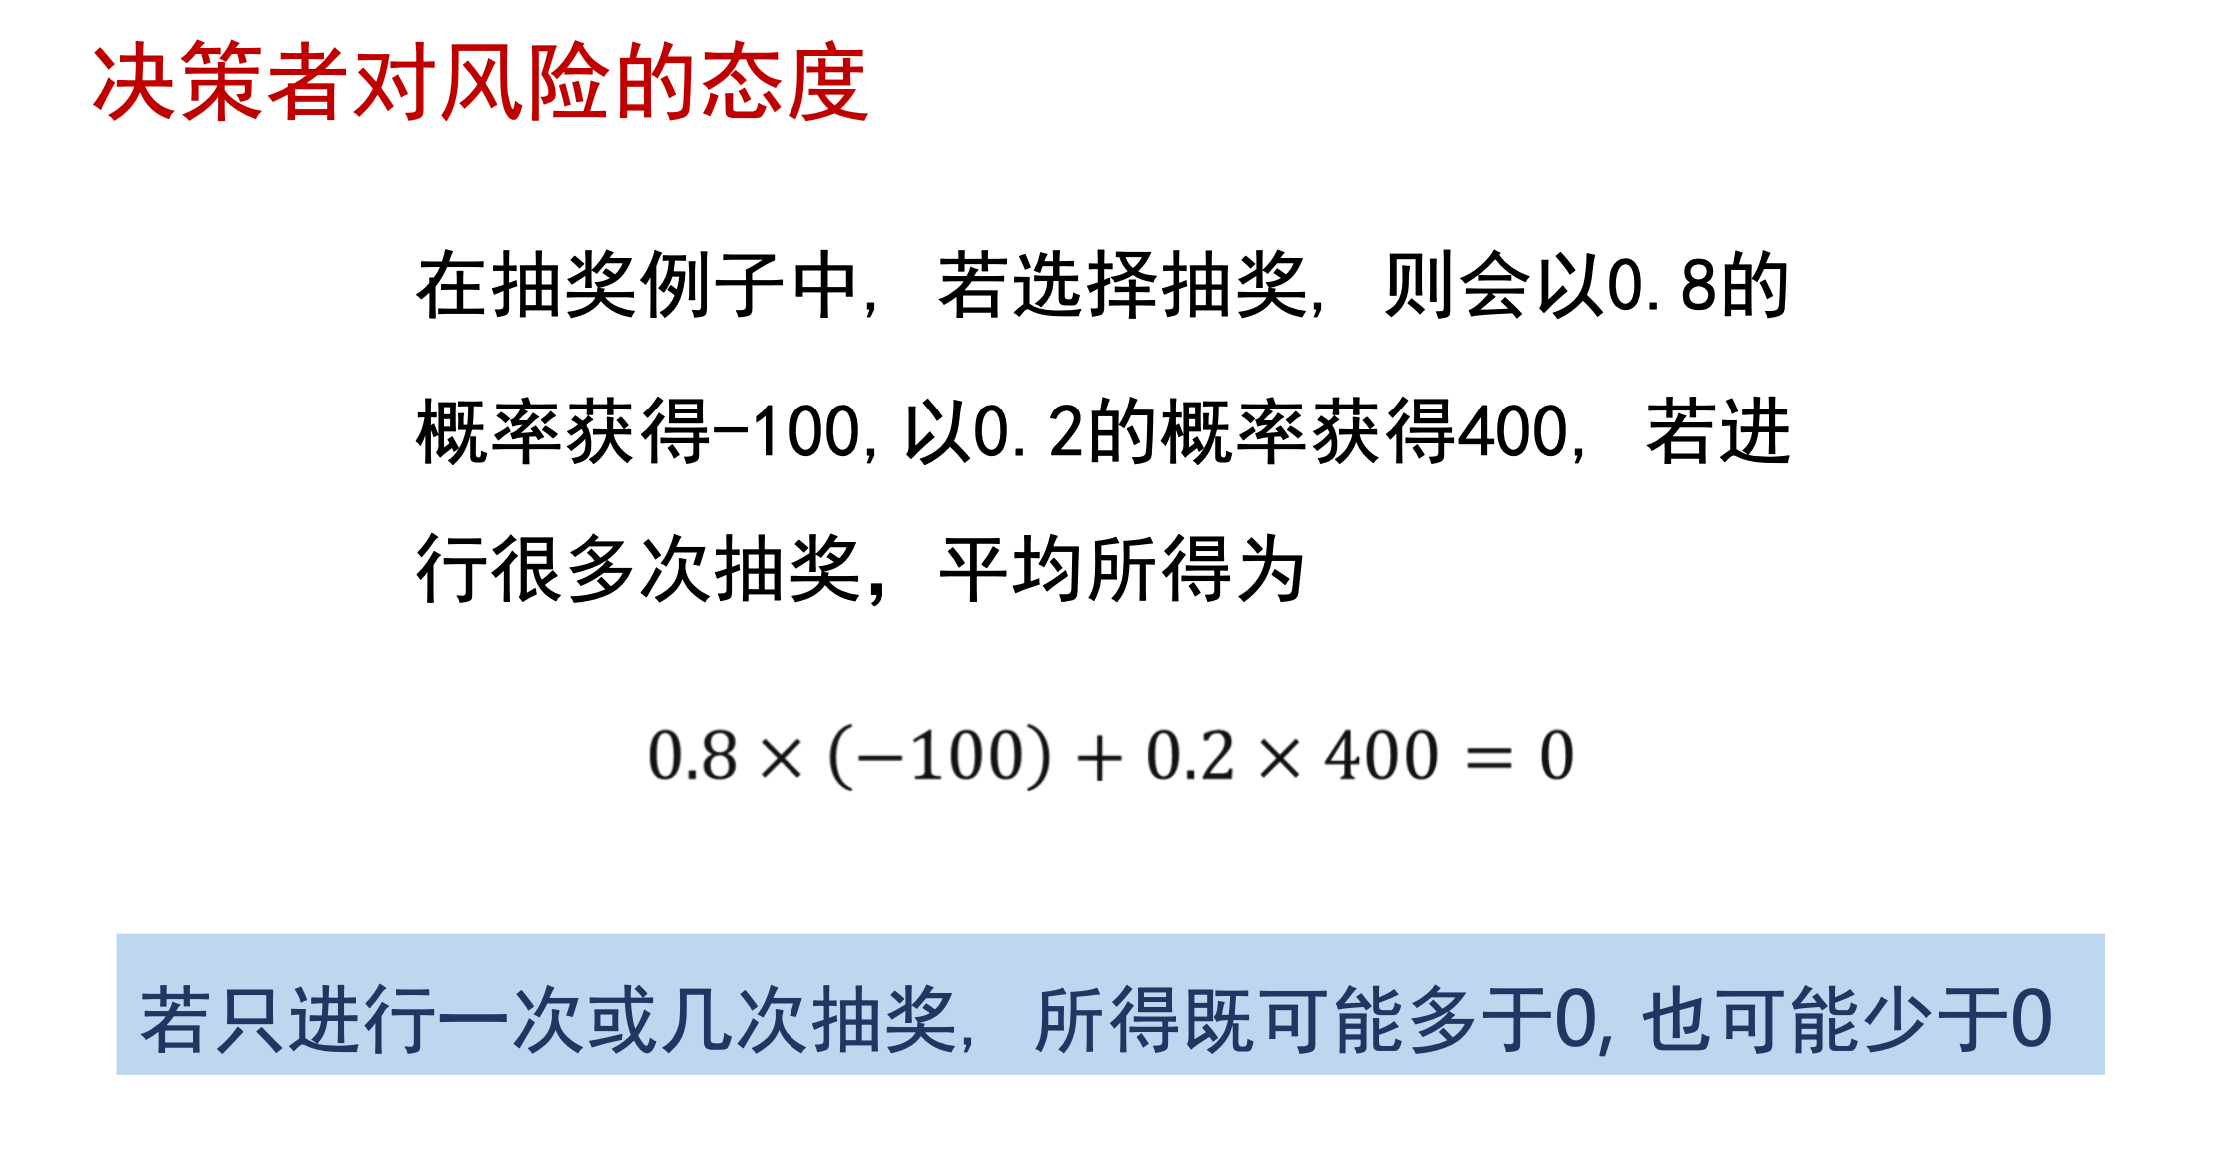 决策者对风险的态度
在抽奖例子中, 若选择抽奖, 则会以0.8的
概率获得-100,以0.2的概率获得400, 若进
行很多次抽奖，平均所得为
0.8 × (−100) + 0.2 × 400 = 0
若只进行一次或几次抽奖, 所得既可能多于0,也可能少于0